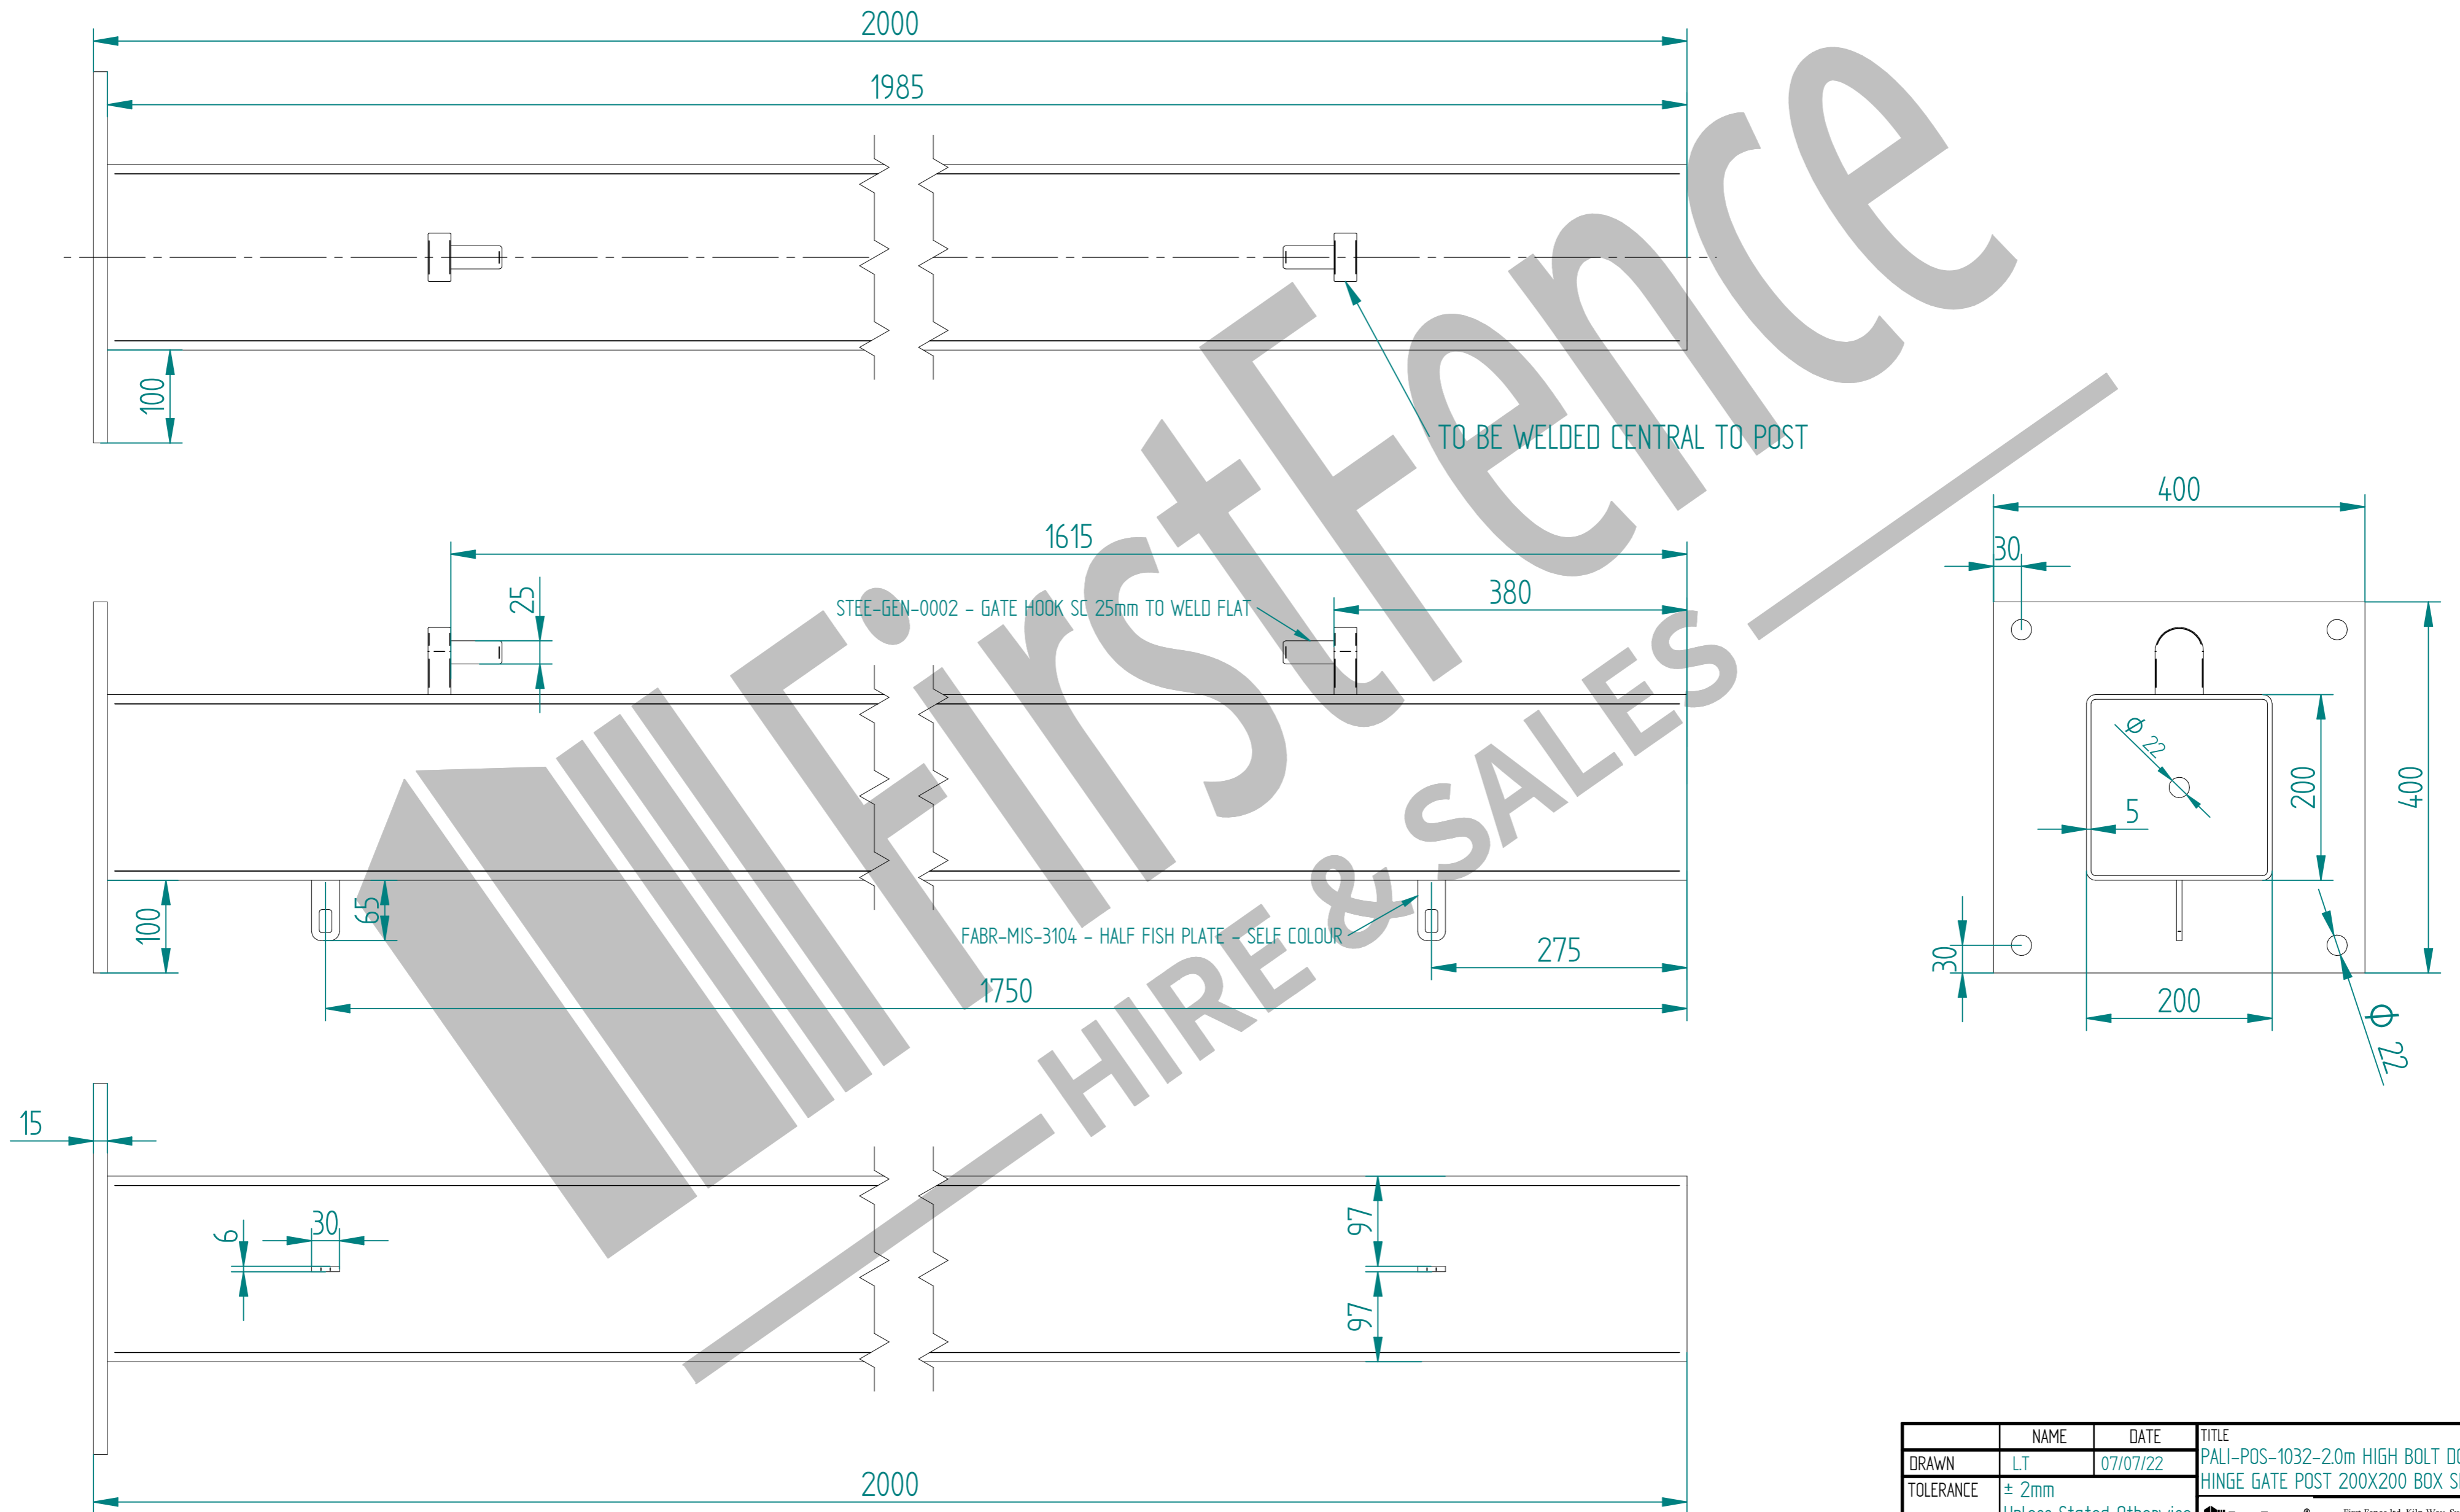 2000
1985
100
TO BE WELDED CENTRAL TO POST
FirstFence
HIRE & SALES
1615
25
STEE-GEN-0002 - GATE HOOK SC 25mm TO WELD FLAT
380
100
65
FABR-MIS-3104 - HALF FISH PLATE - SELF COLOUR
275
1750
400
30
Ø 22
5
200
400
30
200
Ø 22
15
6
30
97
97
2000
NAME DATE TITLE
DRAWN L.T 07/07/22 PALI-POS-1032-2.0m HIGH BOLT
HINGE GATE POST 200X200 BOX
TOLERANCE ± 2mm
Unless Stated Otherwise